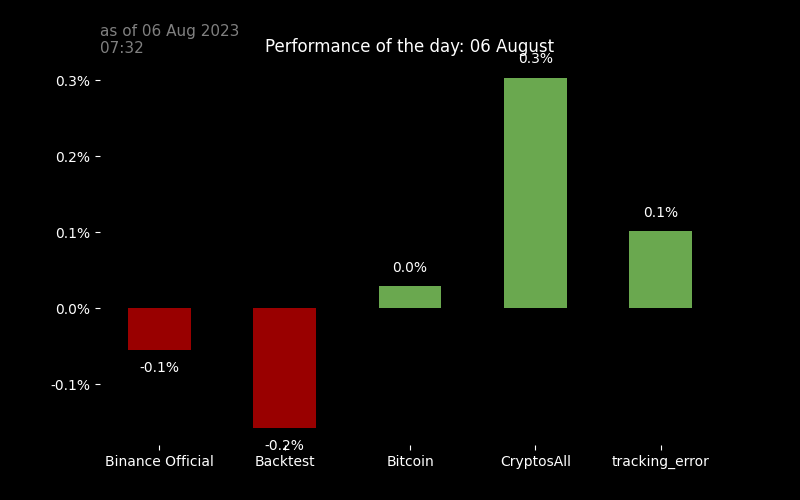 as of 06 Aug 2023
07:32
Performance of the day: 06 August
0.3%
0.3%
0.2%
0.1%
0.1%
0.0%
0.0%
-0.1%
-0.1%
-0.2%
Binance Official
Backtest
Bitcoin
CryptosAll
tracking_error